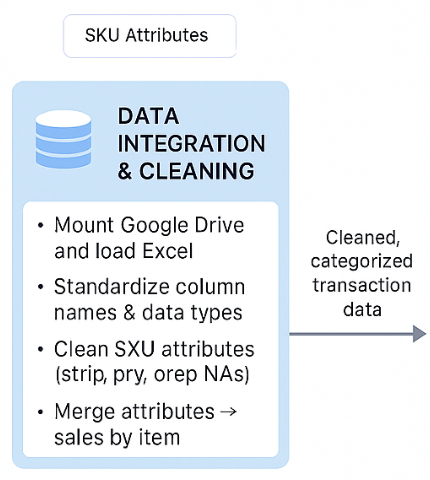 SKU Attributes
DATA
INTEGRATION
& CLEANING
• Mount Google Drive
and load Excel
• Standardize column
names & data types
• Clean SXU attributes
(strip, pry, orep NAs)
• Merge attributes →
sales by item
Cleaned,
categorized
transaction
data